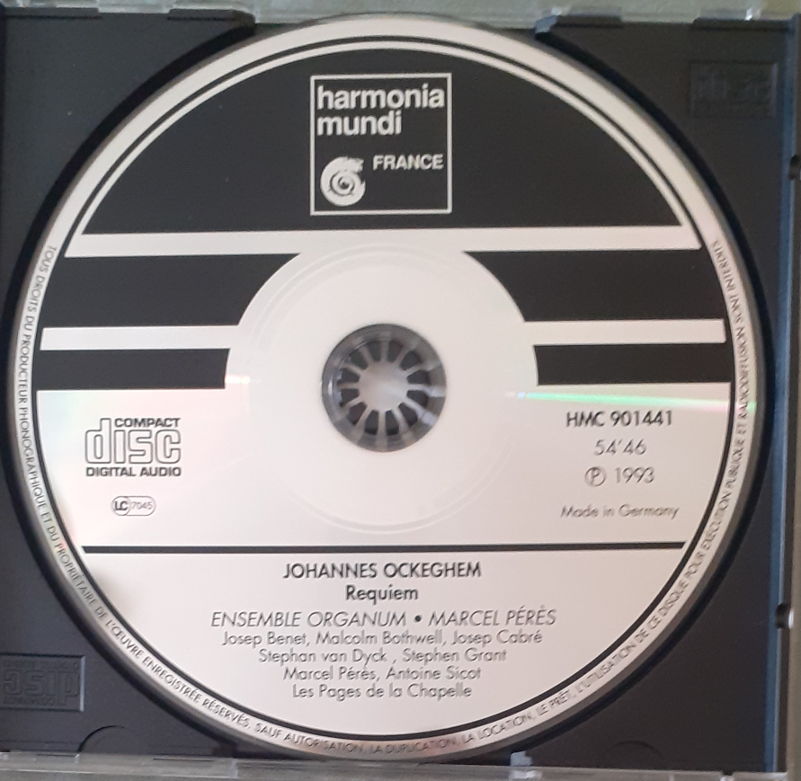 harmonia
mundi
FRANCE
COMPACT
disc
DIGITAL AUDIO
LC 7045
HMC 901441
54'46
Ⓟ 1993
Made in Germany
JOHANNES OCKEGHEM
Requiem
ENSEMBLE ORGANUM • MARCEL PÉRÈS
Josep Benet, Malcolm Bothwell, Josep Cabré
Stephan van Dyck , Stephen Grant
Marcel Pérès, Antoine Sicot
Les Pages de la Chapelle
TOUS DROITS DU PRODUCTEUR PHONOGRAPHIQUE ET DU PROPRIÉTAIRE DE L'ŒUVRE ENREGISTRÉE RÉSERVÉS. SAUF AUTORISATION, LA DUPLICATION, LA LOCATION, LE PRÊT, L'UTILISATION DE CE DISQUE POUR EXÉCUTION PUBLIQUE ET RADIODIFFUSION SONT INTERDITS.
disc